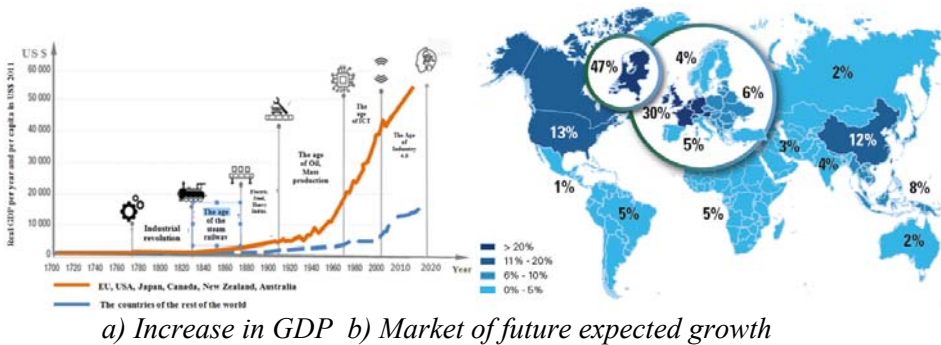 US $
Real GDP per year and per capita in US$ 2011
60 000
50 000
40 000
30 000
20 000
10 000
Industrial
revolution
The age
of the
steam
railway
Electric,
Steel,
Heavy
Indus.
The age of Oil,
Mass
production
The
age
of ICT
The Age
of
Industry
4.0
1700 1720 1740 1760 1780 1820 1840 1860 1880 1900 1920 1940 1960 1980 2000 2010 2020 Year
EU, USA, Japan, Canada, New Zealand, Australia
The countries of the rest of the world
47%
4%
6%
30%
5%
2%
13%
12%
3%
4%
8%
1%
5%
5%
2%
> 20%
11% - 20%
6% - 10%
0% - 5%
a) Increase in GDP b) Market of future expected growth